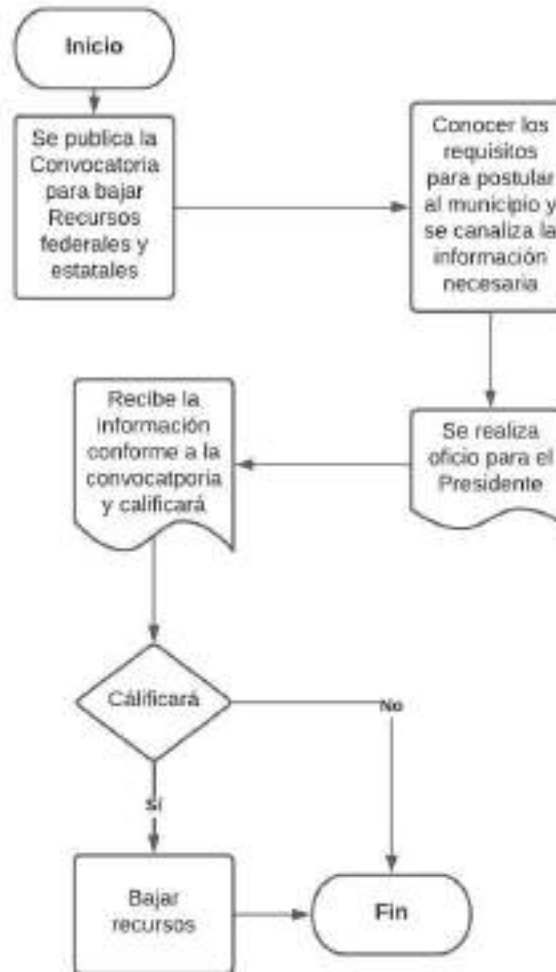 Inicio
Se publica la
Convocatoria
para bajar
Recursos
federales y
estatales
Conocer los
requisitos
para postular
al municipio y
se canaliza la
información
necesaria
Se realiza
oficio para el
Presidente
Recibe la
información
conforme a la
convocatporia
y calificará
Cálificará
No
Sí
Bajar
recursos
Fin